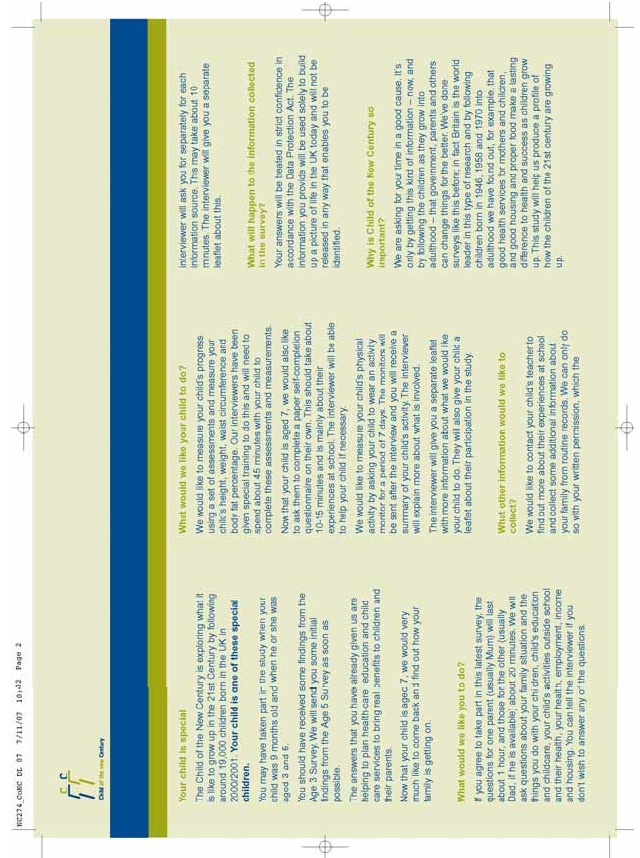 NC274_CoNC DL 07 7/11/07 10:32 Page 2
Child of the new Century
Your child is special
The 'Child of the New Century is exploring what it
is like to grow up in the 21st Century by following
around 19,000 children born in the UK in
2000/2001. Your child is one of these special
children.
You may have taken part in the study when your
child was 9 months old and when he or she was
aged 3 and 5.
You should have received some findings from the
Age 3 Survey. We will send you some initial
findings from the Age 5 Survey as soon as
possible.
The answers that you have already given us are
helping to plan health-care, education and child
care services to bring real benefits to children and
their parents.
Now that your child is aged 7, we would very
much like to come back and find out how your
family is getting on.
What would we like you to do?
If you agree to take part in this latest survey, the
questions for one parent (usually Mum) will last
about 1 hour, and those for the other (usually
Dad, if he is available) about 20 minutes. We will
ask questions about your family situation and the
things you do with your children, child's education
and childcare, your child's activities outside school
and their health, your health, employment, income
and housing. You can tell the interviewer if you
don't wish to answer any of the questions.
What would we like your child to do?
We would like to measure your child's progress
using a set of assessments and measure your
child's height, weight, waist circumference and
body fat percentage. Our interviewers have been
given special training to do this and will need to
spend about 45 minutes with your child to
complete these assessments and measurements.
Now that your child is aged 7, we would also like
to ask them to complete a paper self-completion
questionnaire on their own. This should take about
10-15 minutes and is mainly about their
experiences at school. The interviewer will be able
to help your child if necessary.
We would like to measure your child's physical
activity by asking your child to wear an activity
monitor for a period of 7 days. The monitors will
be sent after the interview and you will receive a
summary of your child's activity. The interviewer
will explain more about what is involved.
The interviewer will give you a separate leaflet
with more information about what we would like
your child to do. They will also give your child a
leaflet about their participation in the study.
What other information would we like to
collect?
We would like to contact your child's teacher to
find out more about their experiences at school
and collect some additional information about
your family from routine records. We can only do
so with your written permission, which the
interviewer will ask you for separately for each
information source. This may take about 10
minutes. The interviewer will give you a separate
leaflet about this.
What will happen to the information collected
in the survey?
Your answers will be treated in strict confidence in
accordance with the Data Protection Act. The
information you provide will be used solely to build
up a picture of life in the UK today and will not be
released in any way that enables you to be
identified.
Why is Child of the New Century so
important?
We are asking for your time in a good cause. It's
only by getting this kind of information – now, and
by following the children as they grow into
adulthood – that government, parents and others
can change things for the better. We've done
surveys like this before; in fact Britain is the world
leader in this type of research and by following
children born in 1946, 1958 and 1970 into
adulthood we have found out, for example, that
good health services for mothers and children,
and good housing and proper food make a lasting
difference to health and success as children grow
up. This study will help us produce a profile of
how the children of the 21st century are growing
up.